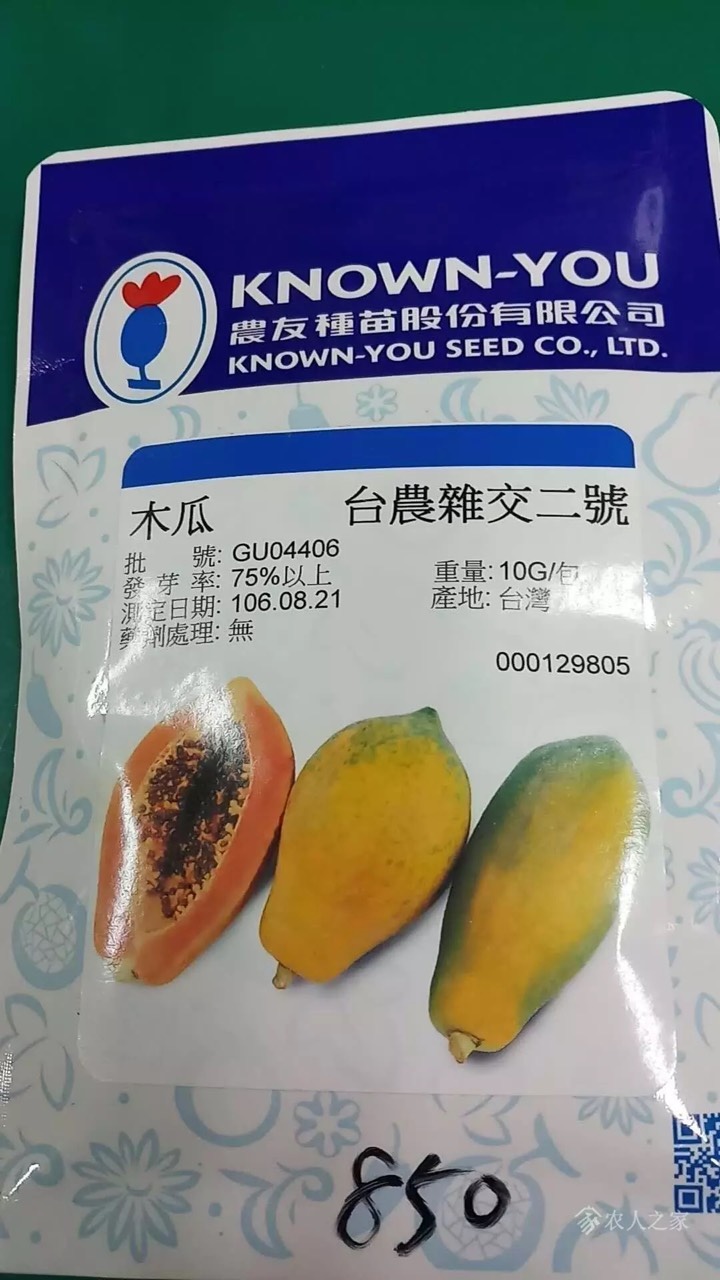 KNOWN-YOU
農友種苗股份有限公司
KNOWN-YOU SEED CO., LTD.
木瓜 台農雜交二號
批 號: GU04406
發芽率: 75%以上 重量: 10G/包
測定日期: 106.08.21 產地: 台灣
藥劑處理: 無
000129805
850
农人之家